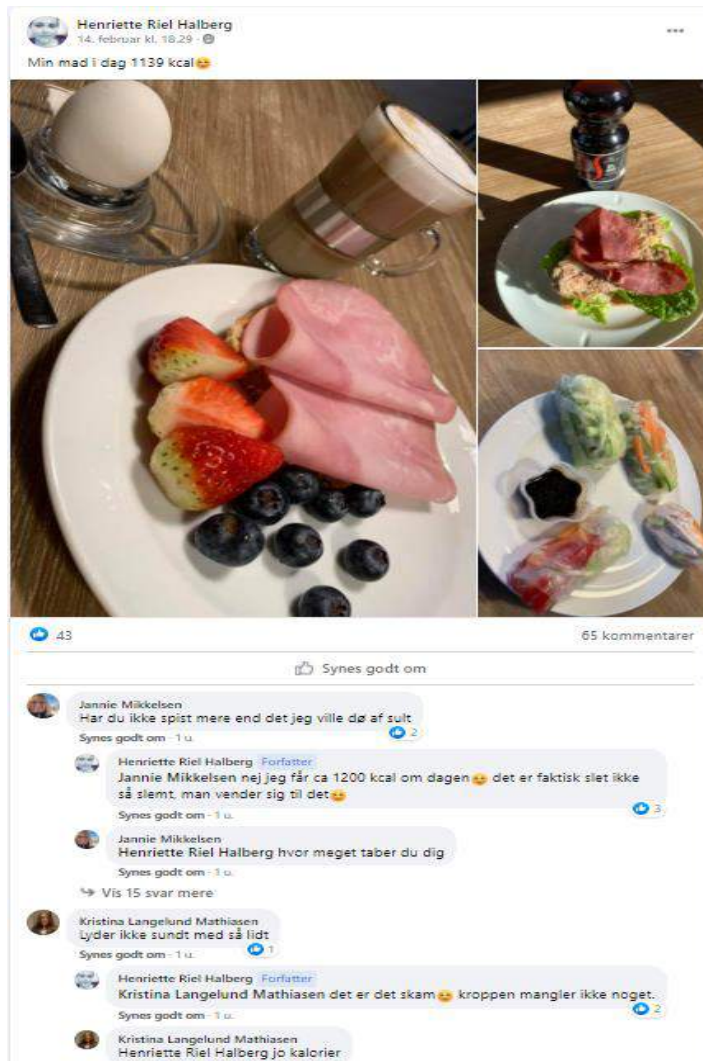 Henriette Riel Halberg
14. februar kl. 18.29 ·
Min mad i dag 1139 kcal😊
43
65 kommentarer
Synes godt om
Jannie Mikkelsen
Har du ikke spist mere end det jeg ville dø af sult
2
Synes godt om · 1 u.
Henriette Riel Halberg Forfatter
Jannie Mikkelsen nej jeg får ca 1200 kcal om dagen😊 det er faktisk slet ikke
så slemt, man vender sig til det😊
3
Synes godt om · 1 u.
Jannie Mikkelsen
Henriette Riel Halberg hvor meget taber du dig
Synes godt om · 1 u.
Vis 15 svar mere
Kristina Langelund Mathiasen
Lyder ikke sundt med så lidt
1
Synes godt om · 1 u.
Henriette Riel Halberg Forfatter
Kristina Langelund Mathiasen det er det skam😊 kroppen mangler ikke noget.
2
Synes godt om · 1 u.
Kristina Langelund Mathiasen
Henriette Riel Halberg jo kalorier